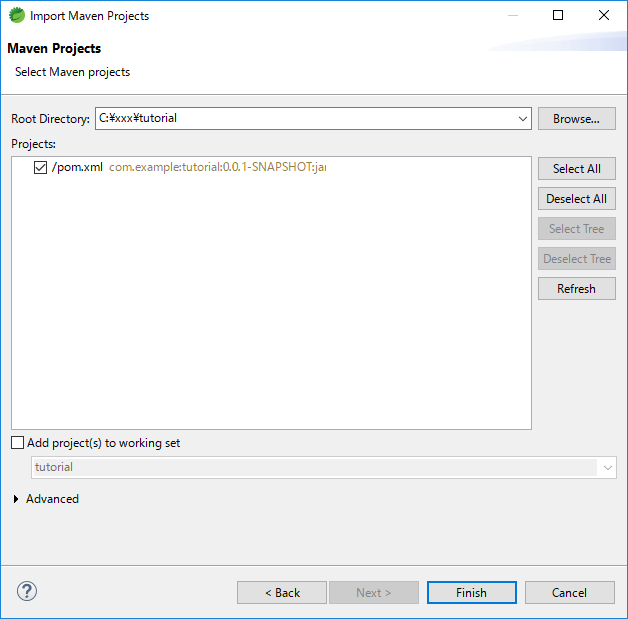 Import Maven Projects
Maven Projects
Select Maven projects
Root Directory: C:¥xxx¥tutorial Browse...
Projects:
/pom.xml com.example:tutorial:0.0.1-SNAPSHOT:jar
Select All
Deselect All
Select Tree
Deselect Tree
Refresh
Add project(s) to working set
tutorial
Advanced
? < Back Next > Finish Cancel